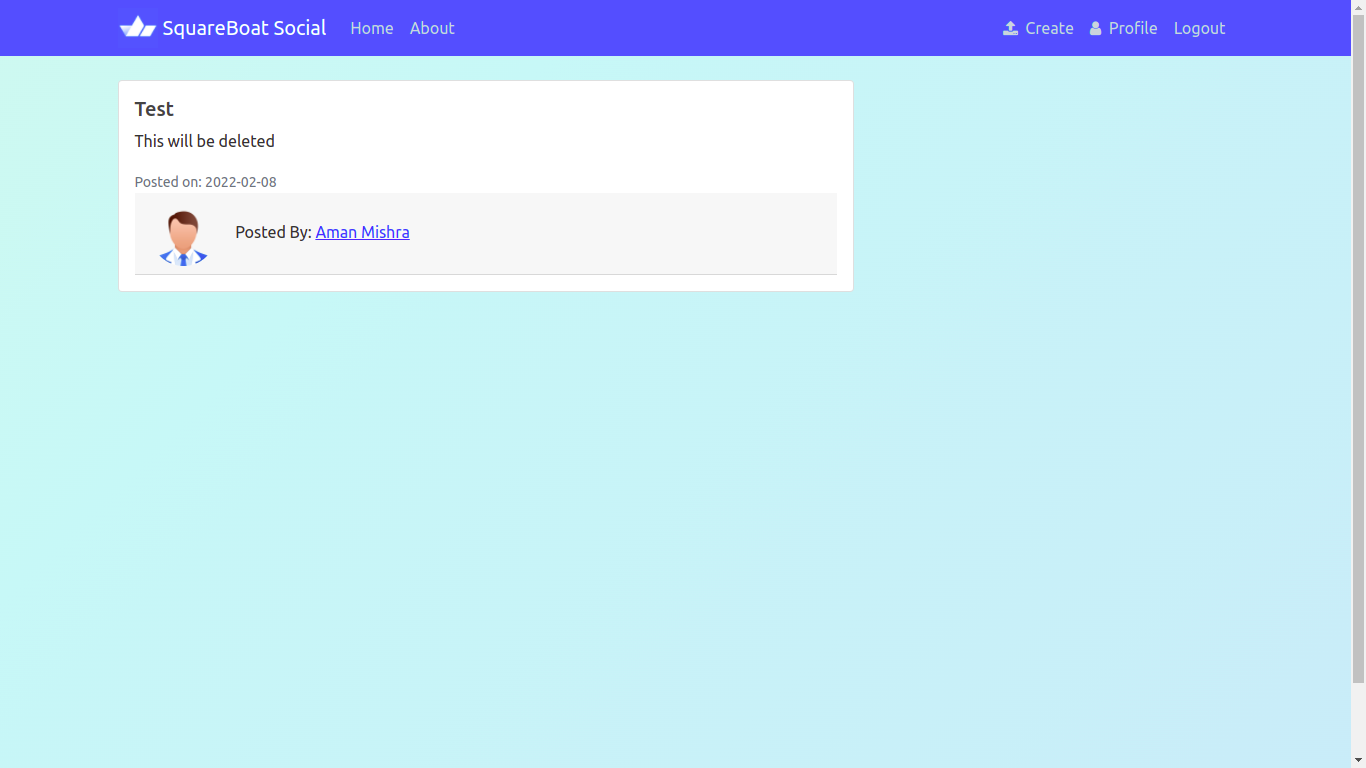 SquareBoat Social Home About Create Profile Logout
Test
This will be deleted
Posted on: 2022-02-08
Posted By: Aman Mishra